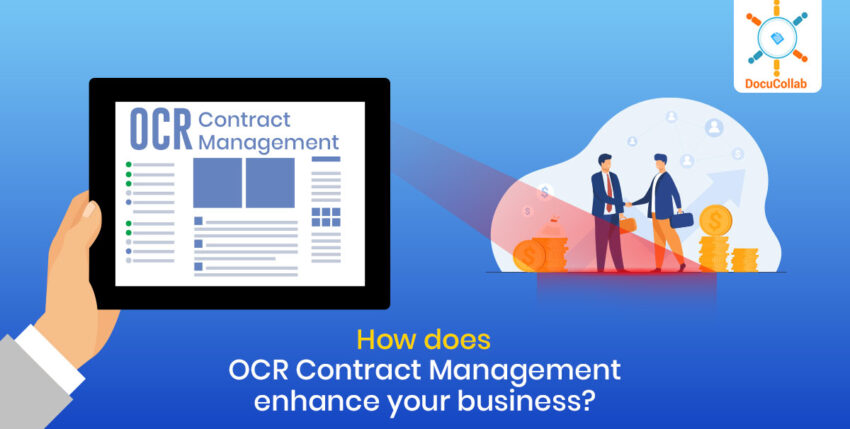 DocuCollab
OCR Contract
Management
How does
OCR Contract Management
enhance your business?